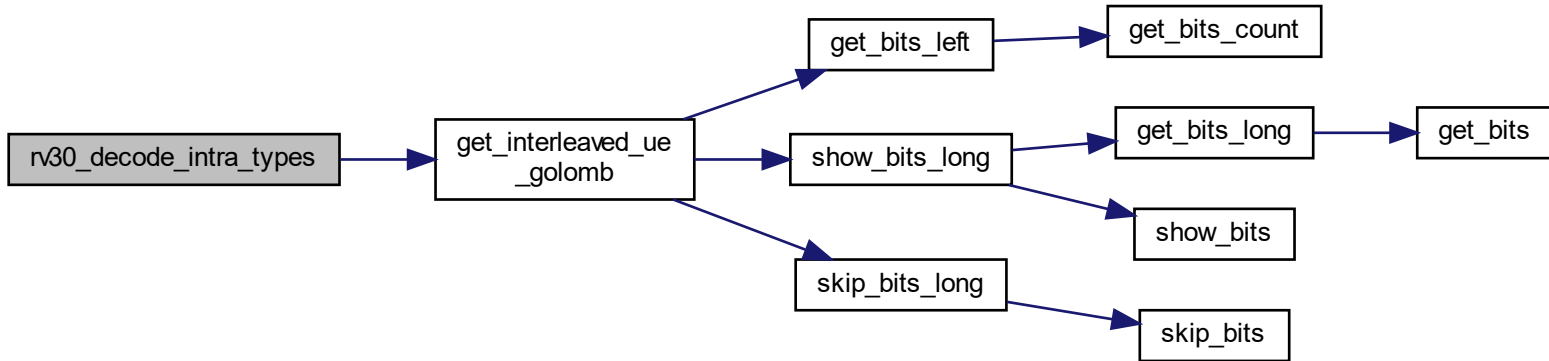 rv30_decode_intra_types
get_interleaved_ue
_golomb
get_bits_left
get_bits_count
show_bits_long
get_bits_long
get_bits
show_bits
skip_bits_long
skip_bits